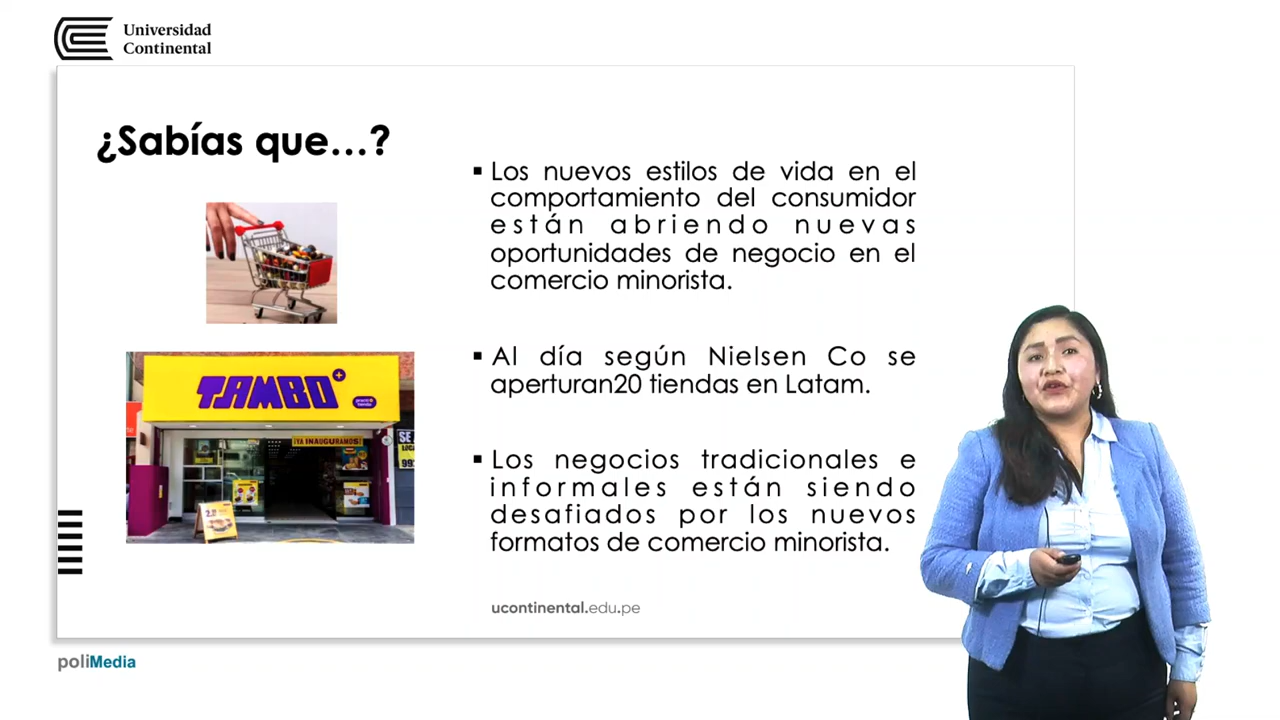 Universidad
Continental
¿Sabías que...?
▪ Los nuevos estilos de vida en el
comportamiento del consumidor
están abriendo nuevas
oportunidades de negocio en el
comercio minorista.
▪ Al día según Nielsen Co se
aperturan20 tiendas en Latam.
▪ Los negocios tradicionales e
informales están siendo
desafiados por los nuevos
formatos de comercio minorista.
TAMBO+
¡YA INAUGURAMOS!
ucontinental.edu.pe
poliMedia